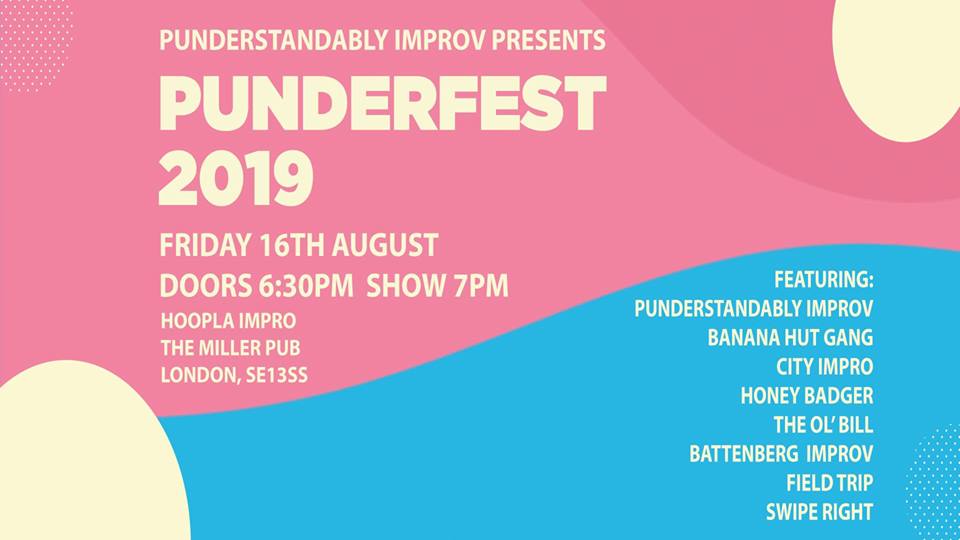 PUNDERSTANDABLY IMPROV PRESENTS
PUNDERFEST
2019
FRIDAY 16TH AUGUST
DOORS 6:30PM SHOW 7PM
HOOPLA IMPRO
THE MILLER PUB
LONDON, SE13SS
FEATURING:
PUNDERSTANDABLY IMPROV
BANANA HUT GANG
CITY IMPRO
HONEY BADGER
THE OL' BILL
BATTENBERG IMPROV
FIELD TRIP
SWIPE RIGHT